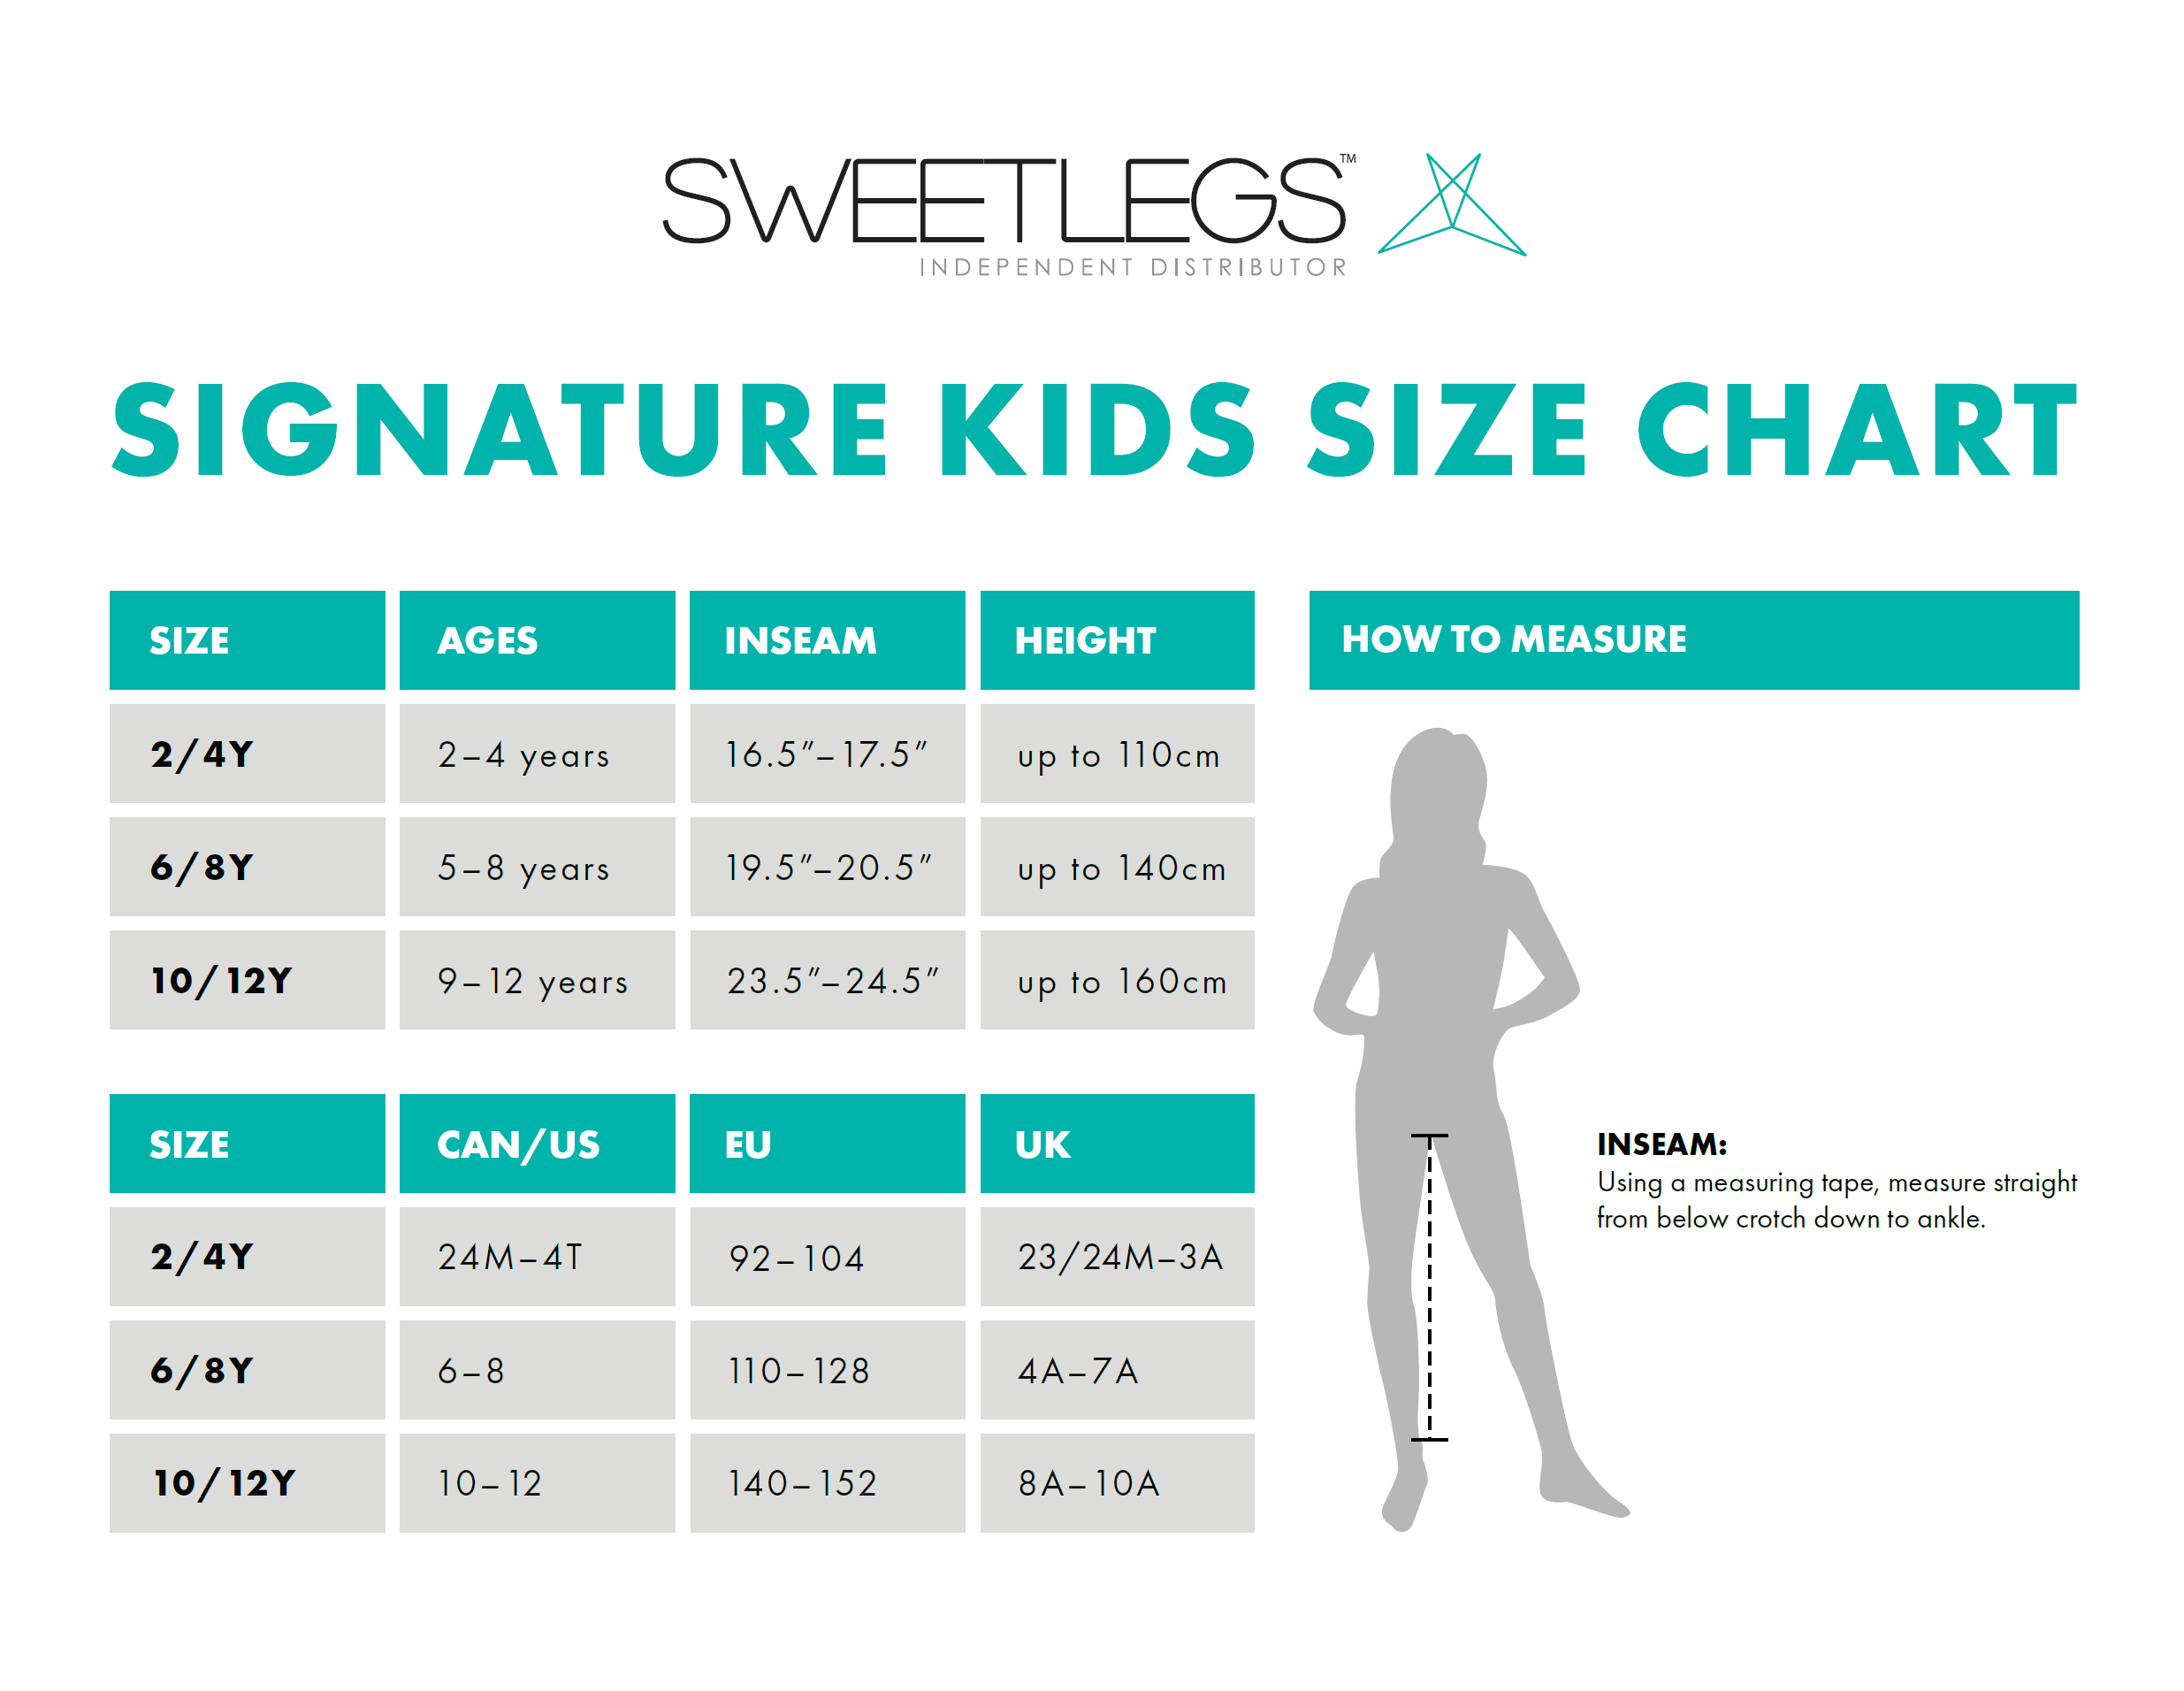 SWEETLEGS™
INDEPENDENT DISTRIBUTOR
SIGNATURE KIDS SIZE CHART
SIZE AGES INSEAM HEIGHT
2/4Y 2–4 years 16.5”–17.5” up to 110cm
6/8Y 5–8 years 19.5”–20.5” up to 140cm
10/12Y 9–12 years 23.5”–24.5” up to 160cm
SIZE CAN/US EU UK
2/4Y 24M–4T 92–104 23/24M–3A
6/8Y 6–8 110–128 4A–7A
10/12Y 10–12 140–152 8A–10A
HOW TO MEASURE
INSEAM:
Using a measuring tape, measure straight
from below crotch down to ankle.